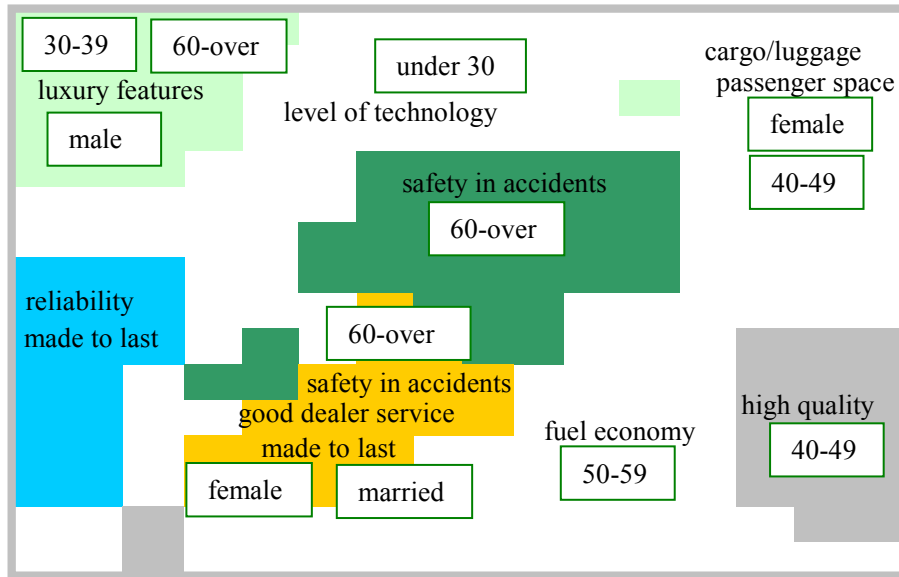 30-39
60-over
luxury features
male
under 30
level of technology
cargo/luggage
passenger space
female
40-49
safety in accidents
60-over
reliability
made to last
60-over
safety in accidents
good dealer service
made to last
female
married
fuel economy
50-59
high quality
40-49